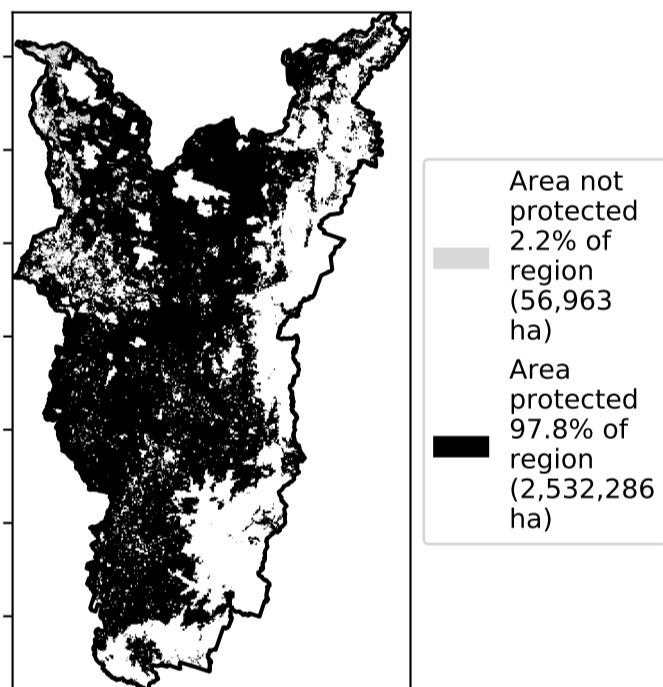 Area not
protected
2.2% of
region
(56,963
ha)
Area
protected
97.8% of
region
(2,532,286
ha)